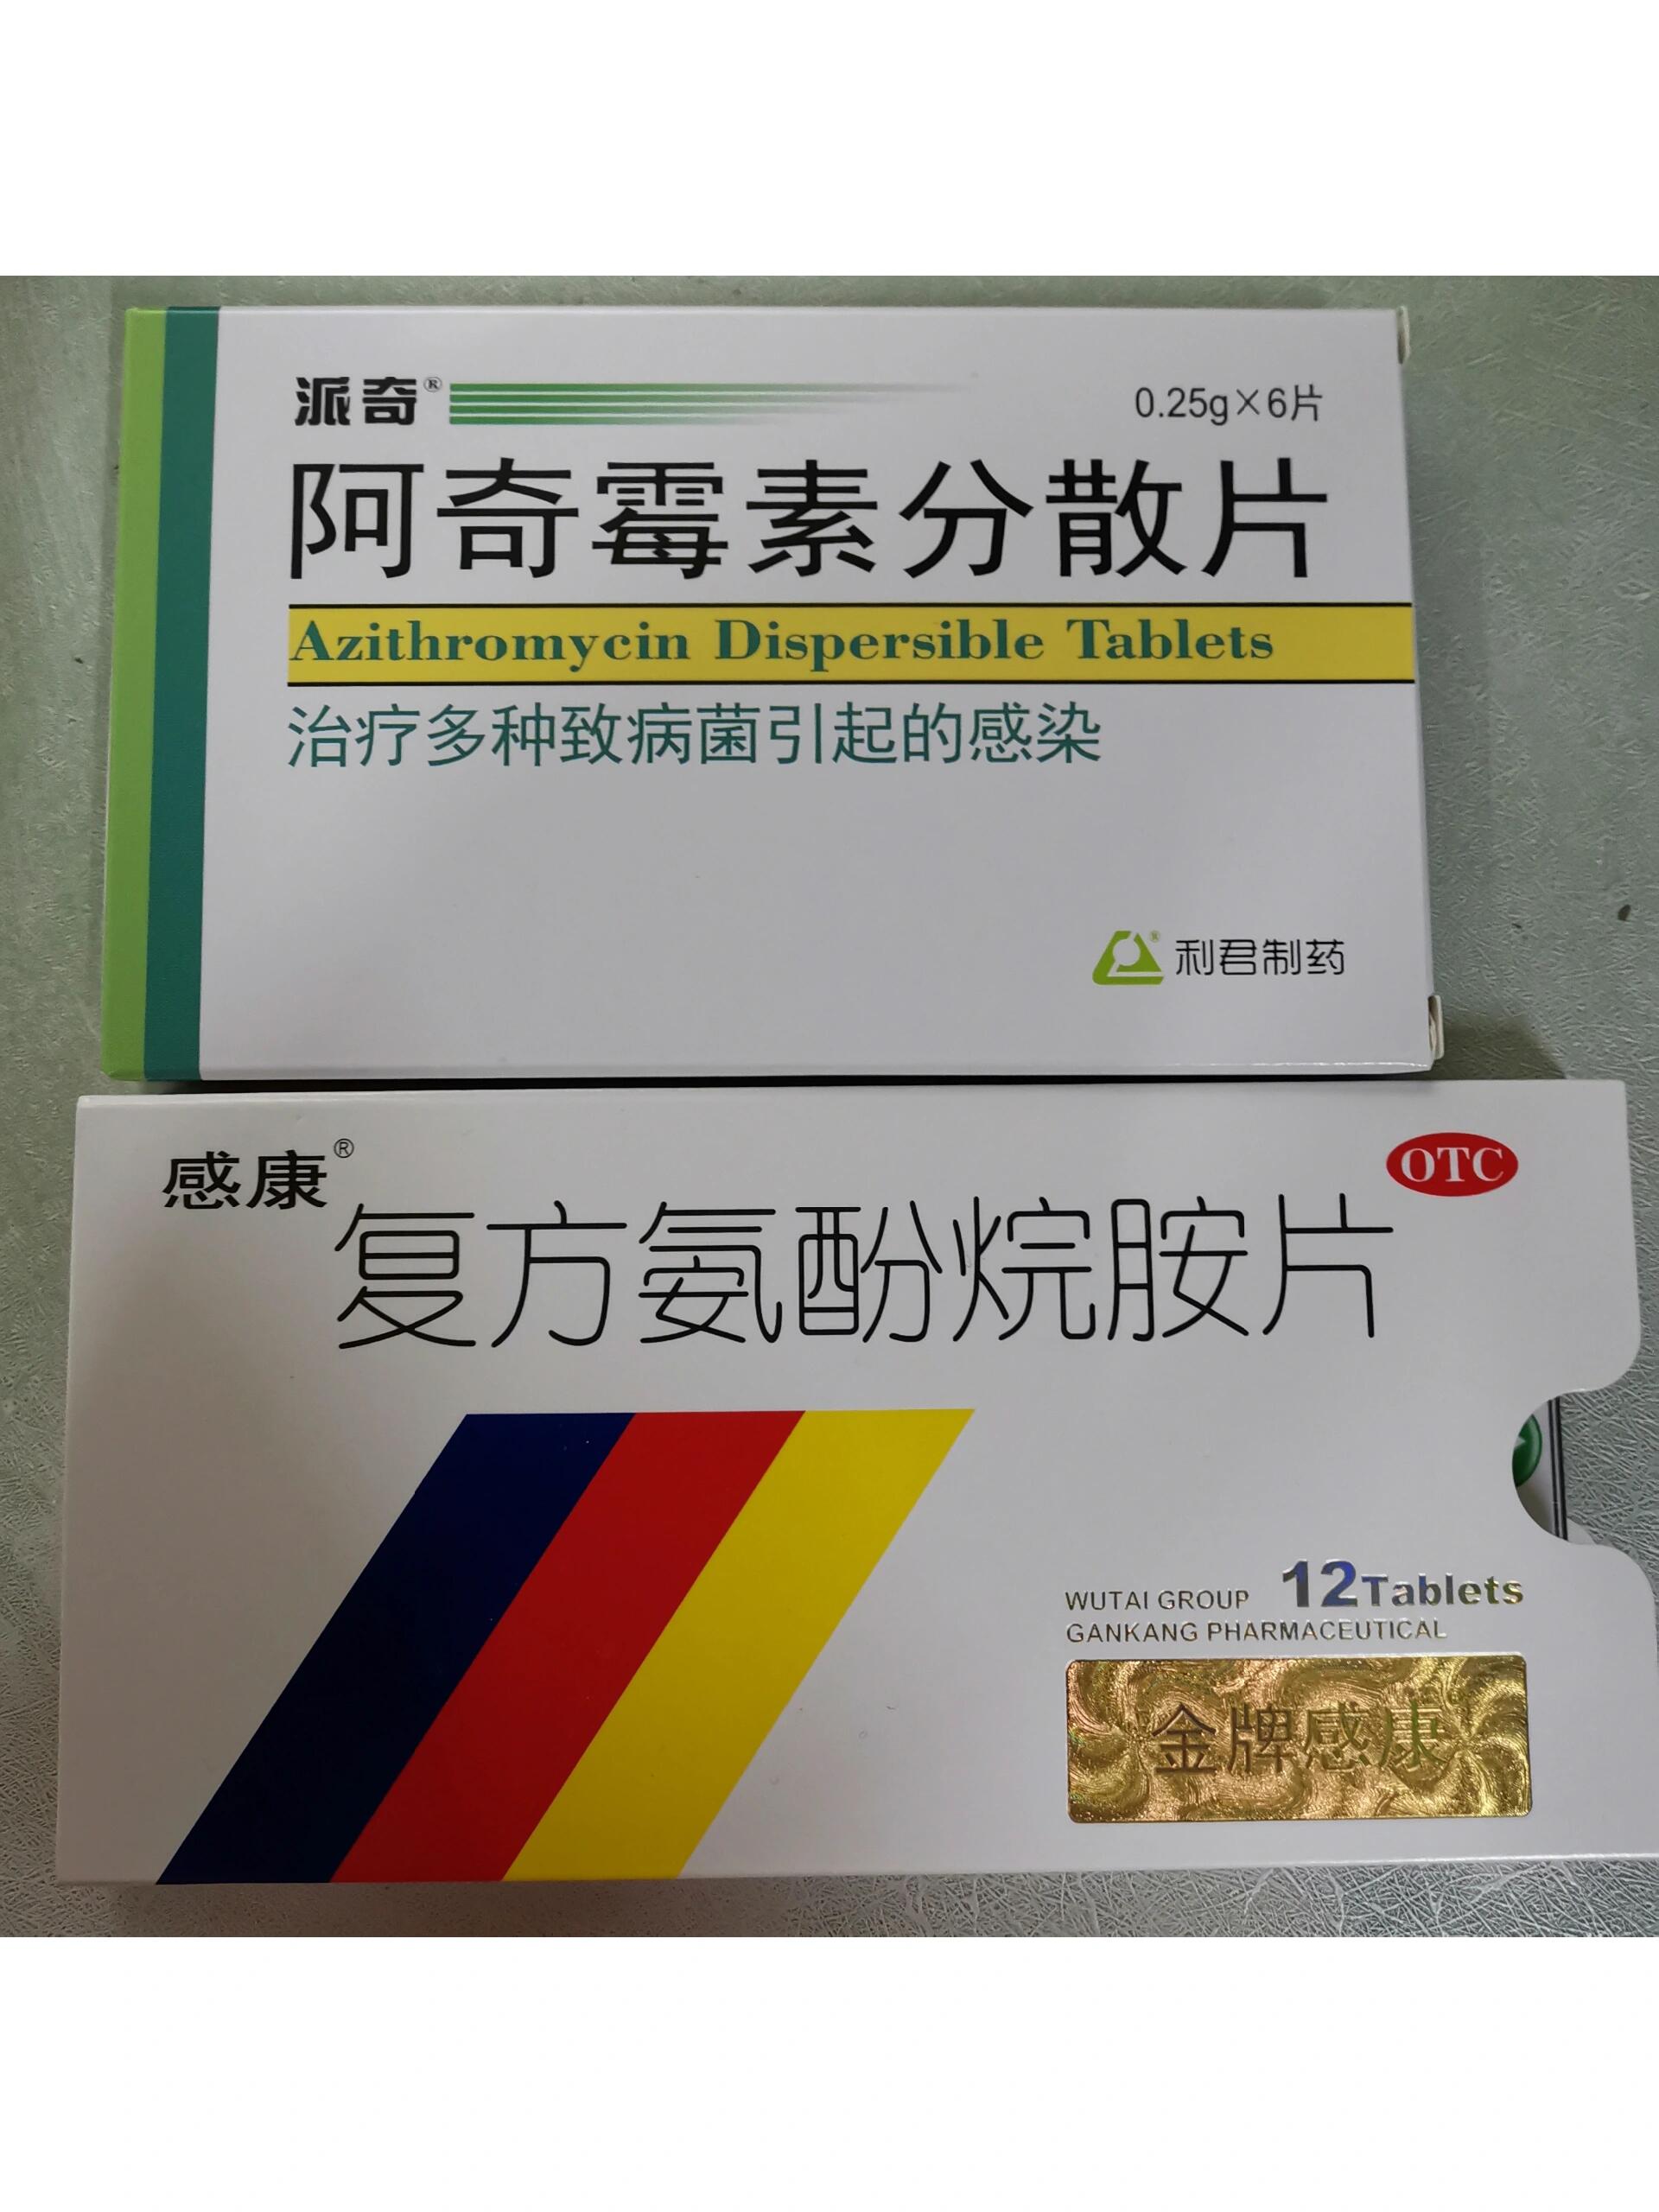 派奇®
0.25g×6片
阿奇霉素分散片
Azithromycin Dispersible Tablets
治疗多种致病菌引起的感染
® 利君制药
感康®
OTC
复方氨酚烷胺片
WUTAI GROUP 12Tablets
GANKANG PHARMACEUTICAL
金牌感康